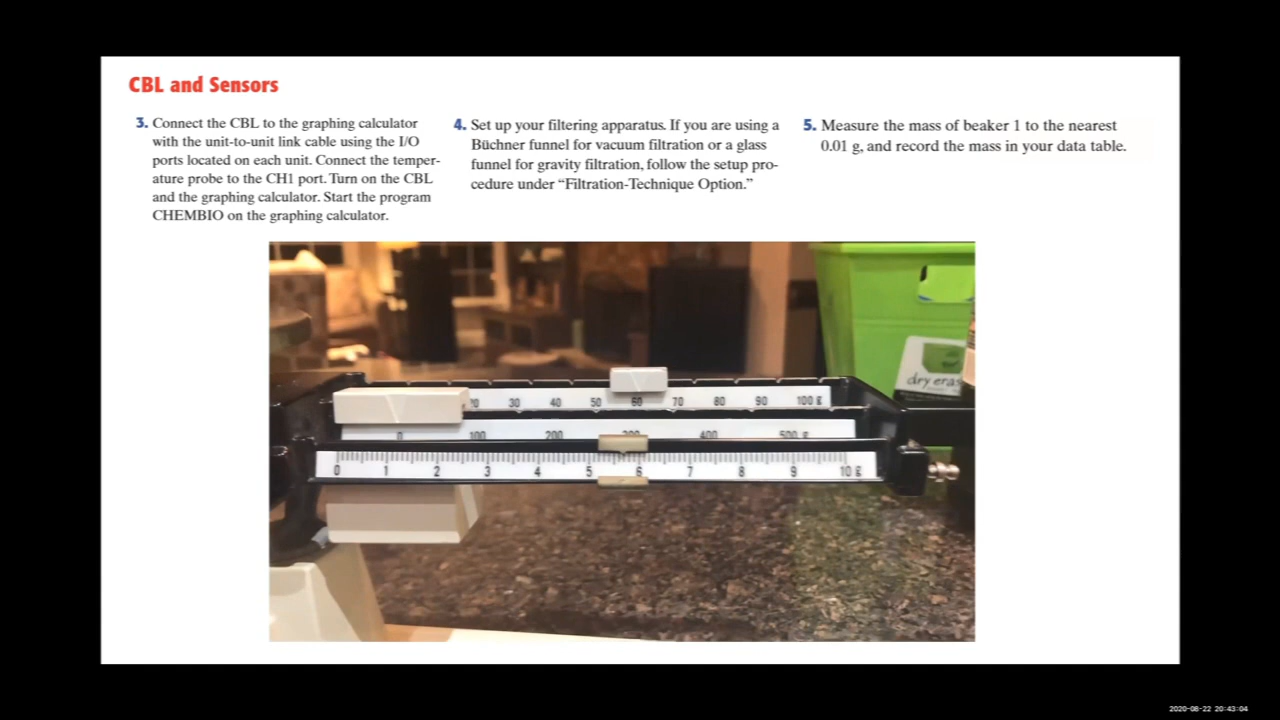 CBL and Sensors
3. Connect the CBL to the graphing calculator
with the unit-to-unit link cable using the I/O
ports located on each unit. Connect the temper-
ature probe to the CH1 port. Turn on the CBL
and the graphing calculator. Start the program
CHEMBIO on the graphing calculator.
4. Set up your filtering apparatus. If you are using a
Büchner funnel for vacuum filtration or a glass
funnel for gravity filtration, follow the setup pro-
cedure under “Filtration-Technique Option.”
5. Measure the mass of beaker 1 to the nearest
0.01 g, and record the mass in your data table.
dry eras
30 40 50 60 70 80 90 100 g
0 100 200 300 400 500 g
0 1 2 3 4 5 6 7 8 9 10 g
2020-08-22 20:43:04